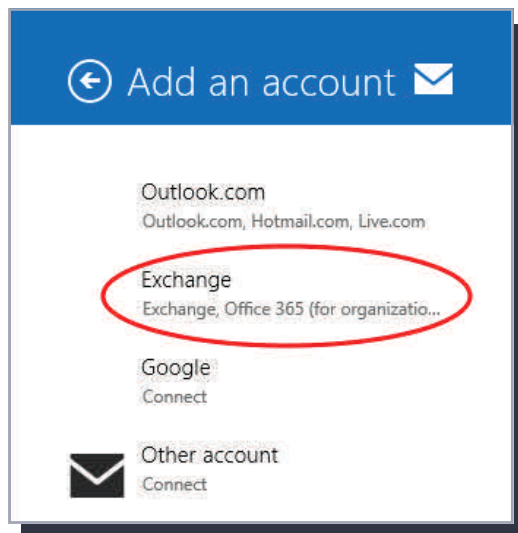 Add an account
Outlook.com
Outlook.com, Hotmail.com, Live.com
Exchange
Exchange, Office 365 (for organizatio...
Google
Connect
Other account
Connect